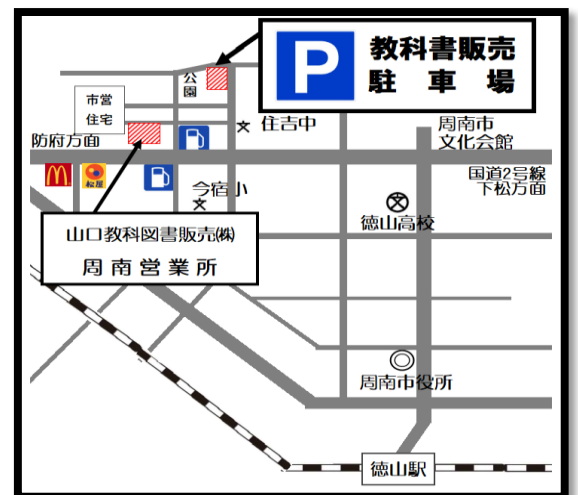 P
教科書販売
駐車場
公園
市営
住宅
住吉中
周南市
文化会館
防府方面
国道2号線
下松方面
松屋
今宿小
徳山高校
山口教科図書販売㈱
周南営業所
周南市役所
徳山駅